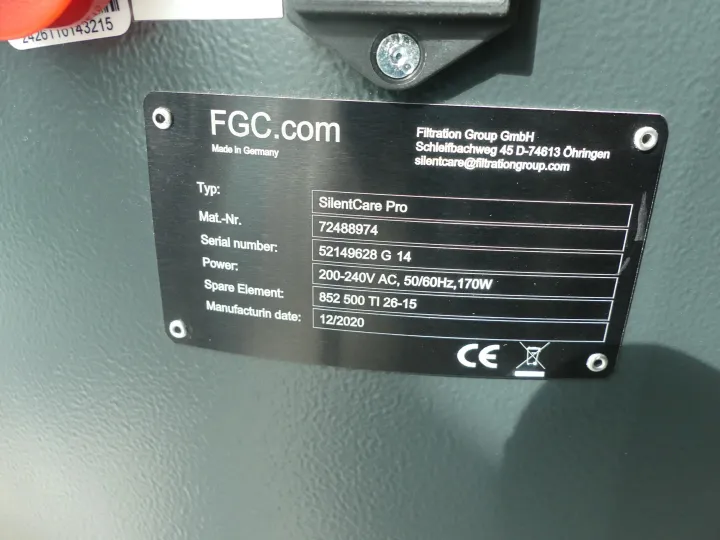 2426110143215
FGC.com
Made in Germany
Filtration Group GmbH
Schleifbachweg 45 D-74613 Öhringen
silentcare@filtrationgroup.com
Typ: SilentCare Pro
Mat.-Nr. 72488974
Serial number: 52149628 G 14
Power: 200-240V AC, 50/60Hz,170W
Spare Element: 852 500 TI 26-15
Manufacturin date: 12/2020
CE